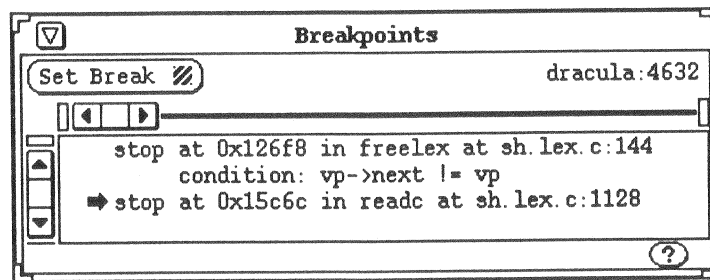 Breakpoints
Set Break
dracula:4632
stop at 0x126f8 in freelex at sh.lex.c:144
condition: vp->next != vp
stop at 0x15c6c in readc at sh.lex.c:1128
?